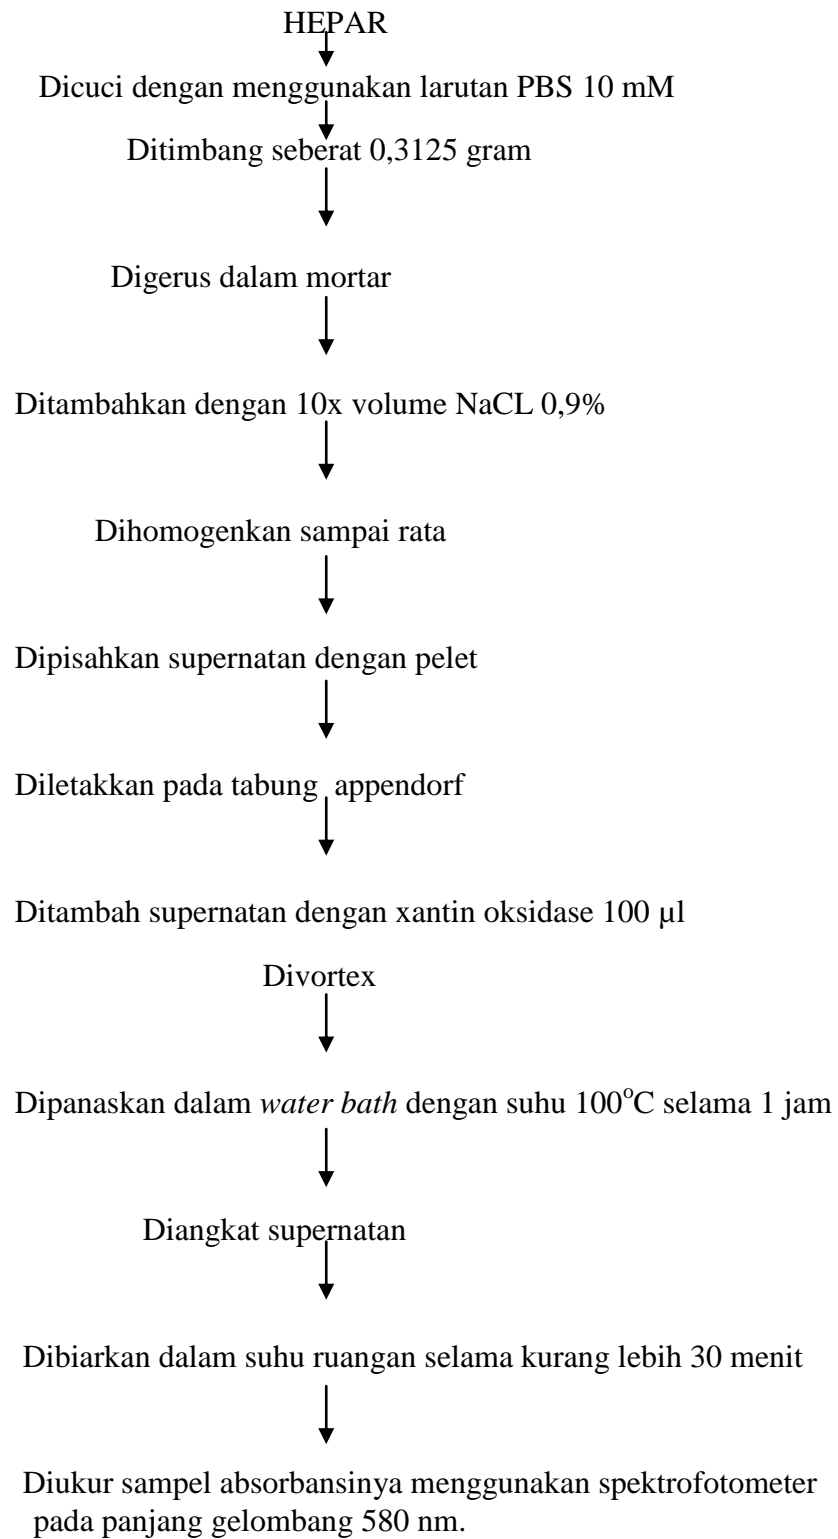 HEPAR
Dicuci dengan menggunakan larutan PBS 10 mM
Ditimbang seberat 0,3125 gram
Digerus dalam mortar
Ditambahkan dengan 10x volume NaCL 0,9%
Dihomogenkan sampai rata
Dipisahkan supernatan dengan pelet
Diletakkan pada tabung appendorf
Ditambah supernatan dengan xantin oksidase 100 µl
Divortex
Dipanaskan dalam water bath dengan suhu 100°C selama 1 jam
Diangkat supernatan
Dibiarkan dalam suhu ruangan selama kurang lebih 30 menit
Diukur sampel absorbansinya menggunakan spektrofotometer
pada panjang gelombang 580 nm.